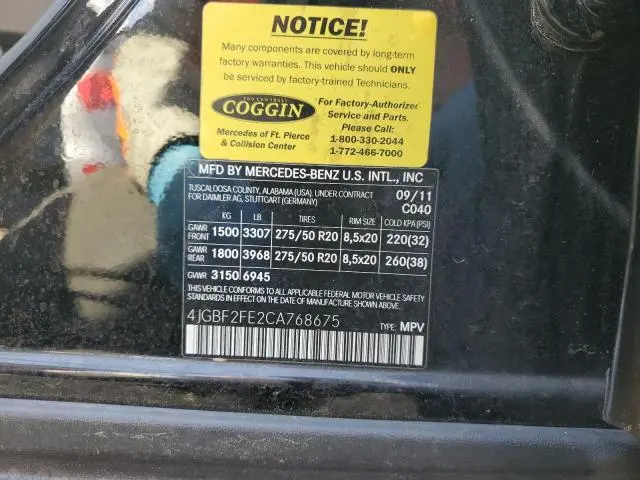 NOTICE!
Many components are covered by long-term
factory warranties. This vehicle should ONLY
be serviced by factory-trained Technicians.
YOU CAN TRUST
COGGIN
Mercedes of Ft. Pierce
& Collision Center
For Factory-Authorized
Service and Parts.
Please Call:
1-800-330-2044
1-772-466-7000
MFD BY MERCEDES-BENZ U.S. INTL., INC
TUSCALOOSA COUNTY, ALABAMA (USA). UNDER CONTRACT 09/11
FOR DAIMLER AG, STUTTGART (GERMANY) C040
KG LB TIRES RIM SIZE COLD KPA (PSI)
GAWR FRONT 1500 3307 275/50 R20 8,5x20 220(32)
GAWR REAR 1800 3968 275/50 R20 8,5x20 260(38)
GWR 3150 6945
THIS VEHICLE CONFORMS TO ALL APPLICABLE FEDERAL MOTOR VEHICLE SAFETY
STANDARDS IN EFFECT ON THE DATE OF MANUFACTURE SHOWN ABOVE.
4JGBF2FE2CA768675 TYPE: MPV